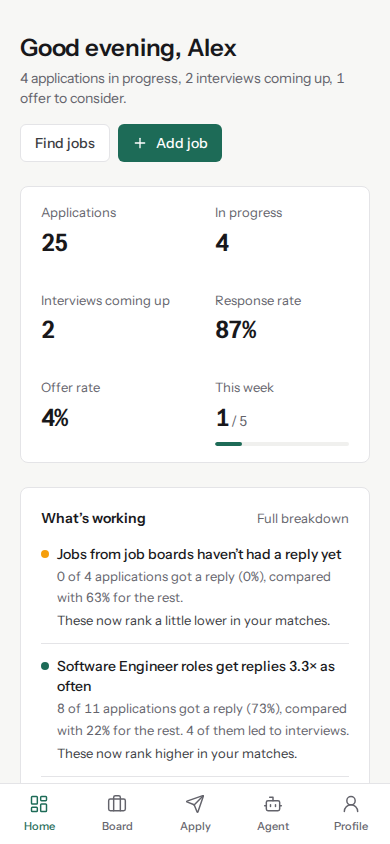 Good evening, Alex
4 applications in progress, 2 interviews coming up, 1
offer to consider.
Find jobs
+ Add job
Applications
25
In progress
4
Interviews coming up
2
Response rate
87%
Offer rate
4%
This week
1 / 5
What's working
Full breakdown
Jobs from job boards haven't had a reply yet
0 of 4 applications got a reply (0%), compared
with 63% for the rest.
These now rank a little lower in your matches.
Software Engineer roles get replies 3.3× as
often
8 of 11 applications got a reply (73%), compared
with 22% for the rest. 4 of them led to interviews.
These now rank higher in your matches.
Home
Board
Apply
Agent
Profile